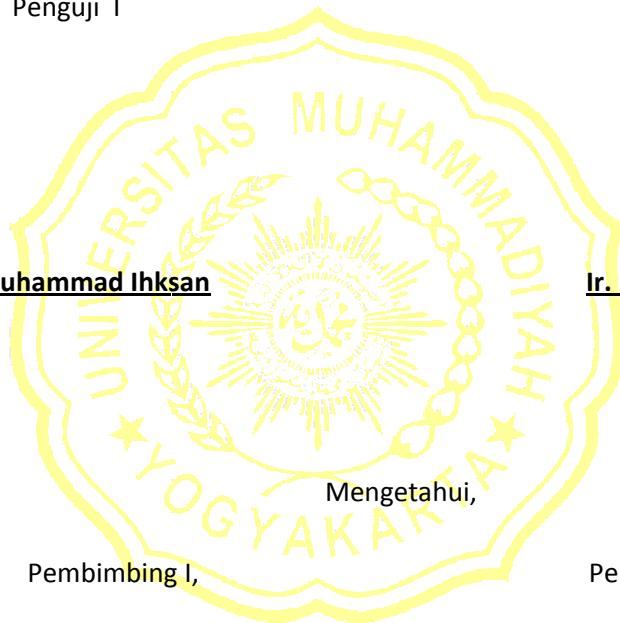 Penguji I
UNIVERSITAS MUHAMMADIYAH
uhammad Ihksan Ir.
YOGYAKARTA
Mengetahui,
Pembimbing I, Pe